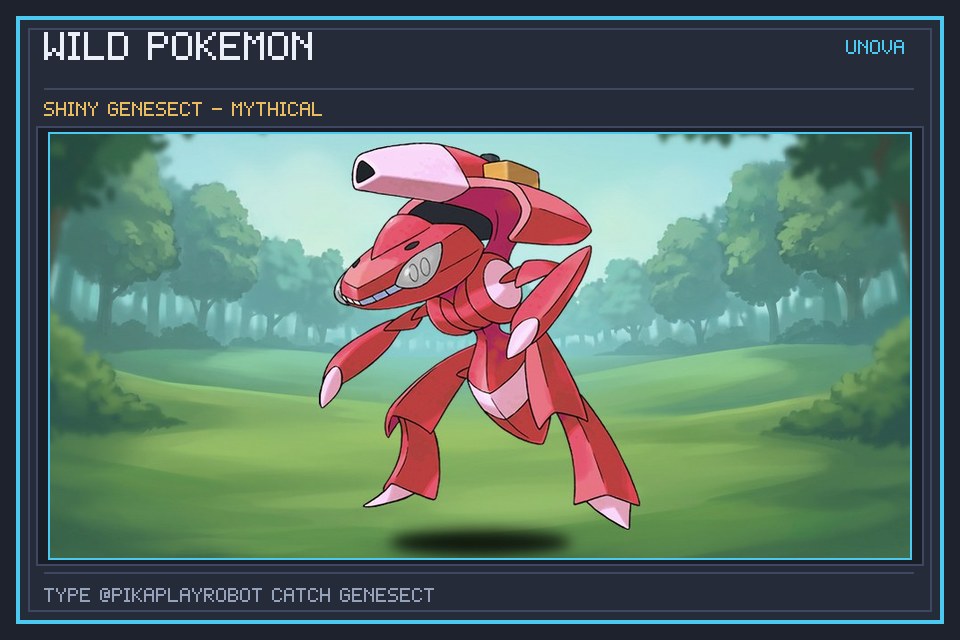 WILD POKEMON
UNOVA
SHINY GENESECT - MYTHICAL
TYPE @PIKAPLAYROBOT CATCH GENESECT